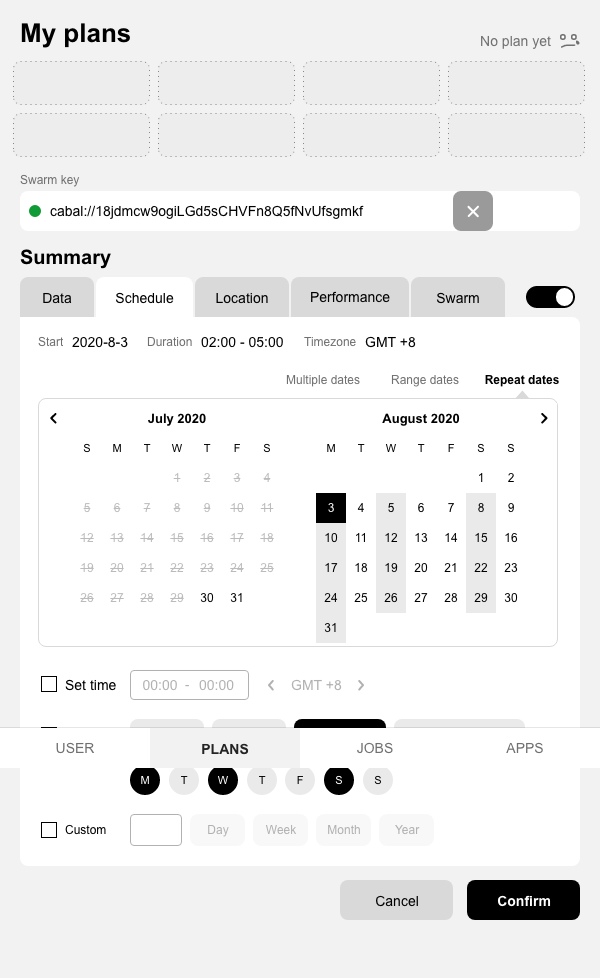 My plans
No plan yet
Swarm key
cabal://18jdmcw9ogiLGd5sCHVFn8Q5fNvUfsgmkf
Summary
Data Schedule Location Performance Swarm
Start 2020-8-3 Duration 02:00 - 05:00 Timezone GMT +8
Multiple dates Range dates Repeat dates
July 2020 August 2020
S M T W T F S M T W T F S S
1 2 3 4 1 2
5 6 7 8 9 10 11 3 4 5 6 7 8 9
12 13 14 15 16 17 18 10 11 12 13 14 15 16
19 20 21 22 23 24 25 17 18 19 20 21 22 23
26 27 28 29 30 31 24 25 26 27 28 29 30
31
Set time 00:00 - 00:00 GMT +8
USER PLANS JOBS APPS
M T W T F S S
Custom Day Week Month Year
Cancel Confirm